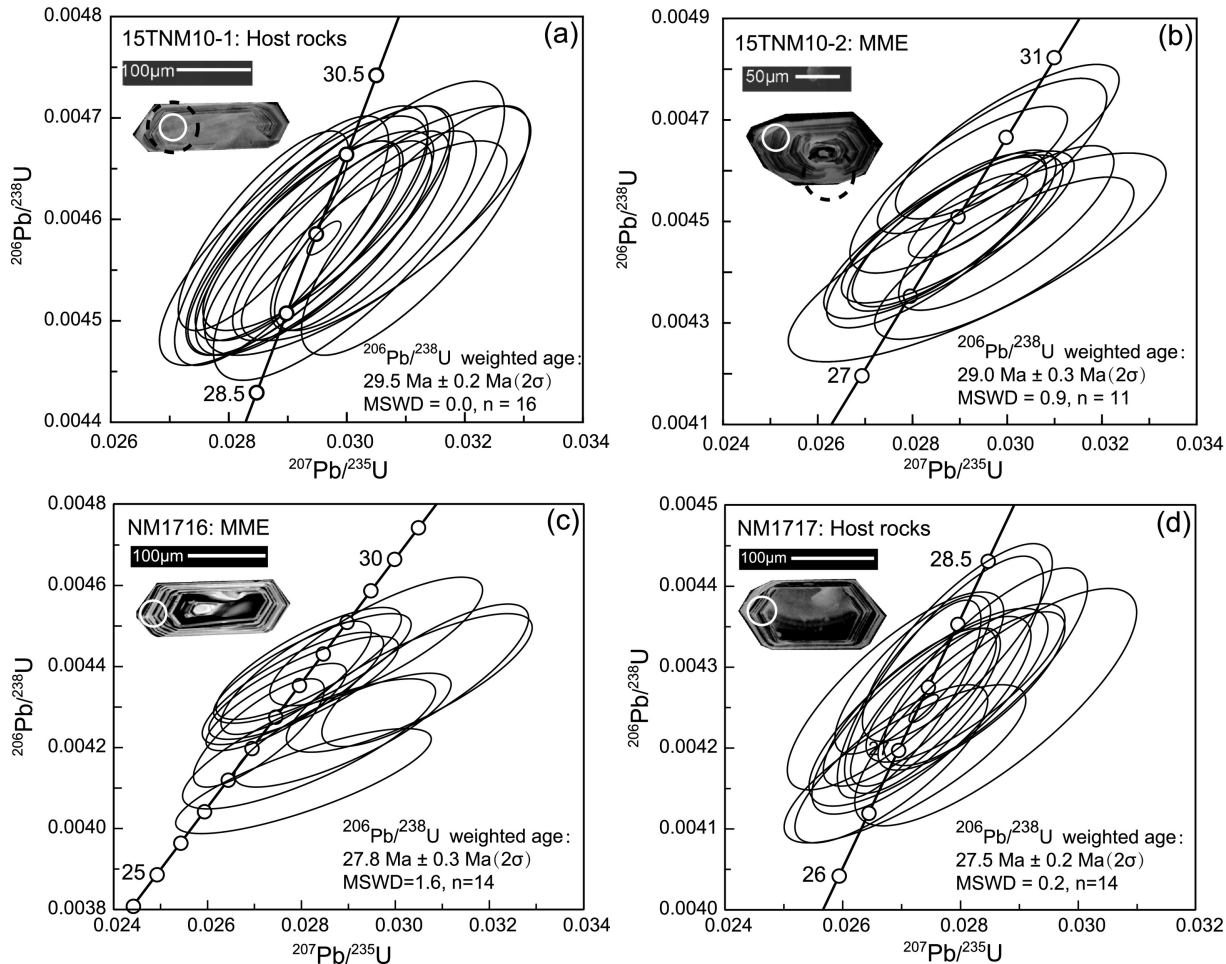 (a)
15TNM10-1: Host rocks
100μm
30.5
28.5
206Pb/238U weighted age:
29.5 Ma ± 0.2 Ma(2σ)
MSWD = 0.0, n = 16
0.0048
0.0047
0.0046
0.0045
0.0044
0.026
0.028
0.030
0.032
0.034
206Pb/238U
207Pb/235U
(b)
15TNM10-2: MME
50μm
31
27
206Pb/238U weighted age:
29.0 Ma ± 0.3 Ma(2σ)
MSWD = 0.9, n = 11
0.0049
0.0047
0.0045
0.0043
0.0041
0.024
0.026
0.028
0.030
0.032
0.034
206Pb/238U
207Pb/235U
(c)
NM1716: MME
100μm
30
25
206Pb/238U weighted age:
27.8 Ma ± 0.3 Ma(2σ)
MSWD=1.6, n=14
0.0048
0.0046
0.0044
0.0042
0.0040
0.0038
0.024
0.026
0.028
0.030
0.032
0.034
206Pb/238U
207Pb/235U
(d)
NM1717: Host rocks
100μm
28.5
27
26
206Pb/238U weighted age:
27.5 Ma ± 0.2 Ma(2σ)
MSWD = 0.2, n=14
0.0045
0.0044
0.0043
0.0042
0.0041
0.0040
0.024
0.026
0.028
0.030
0.032
206Pb/238U
207Pb/235U